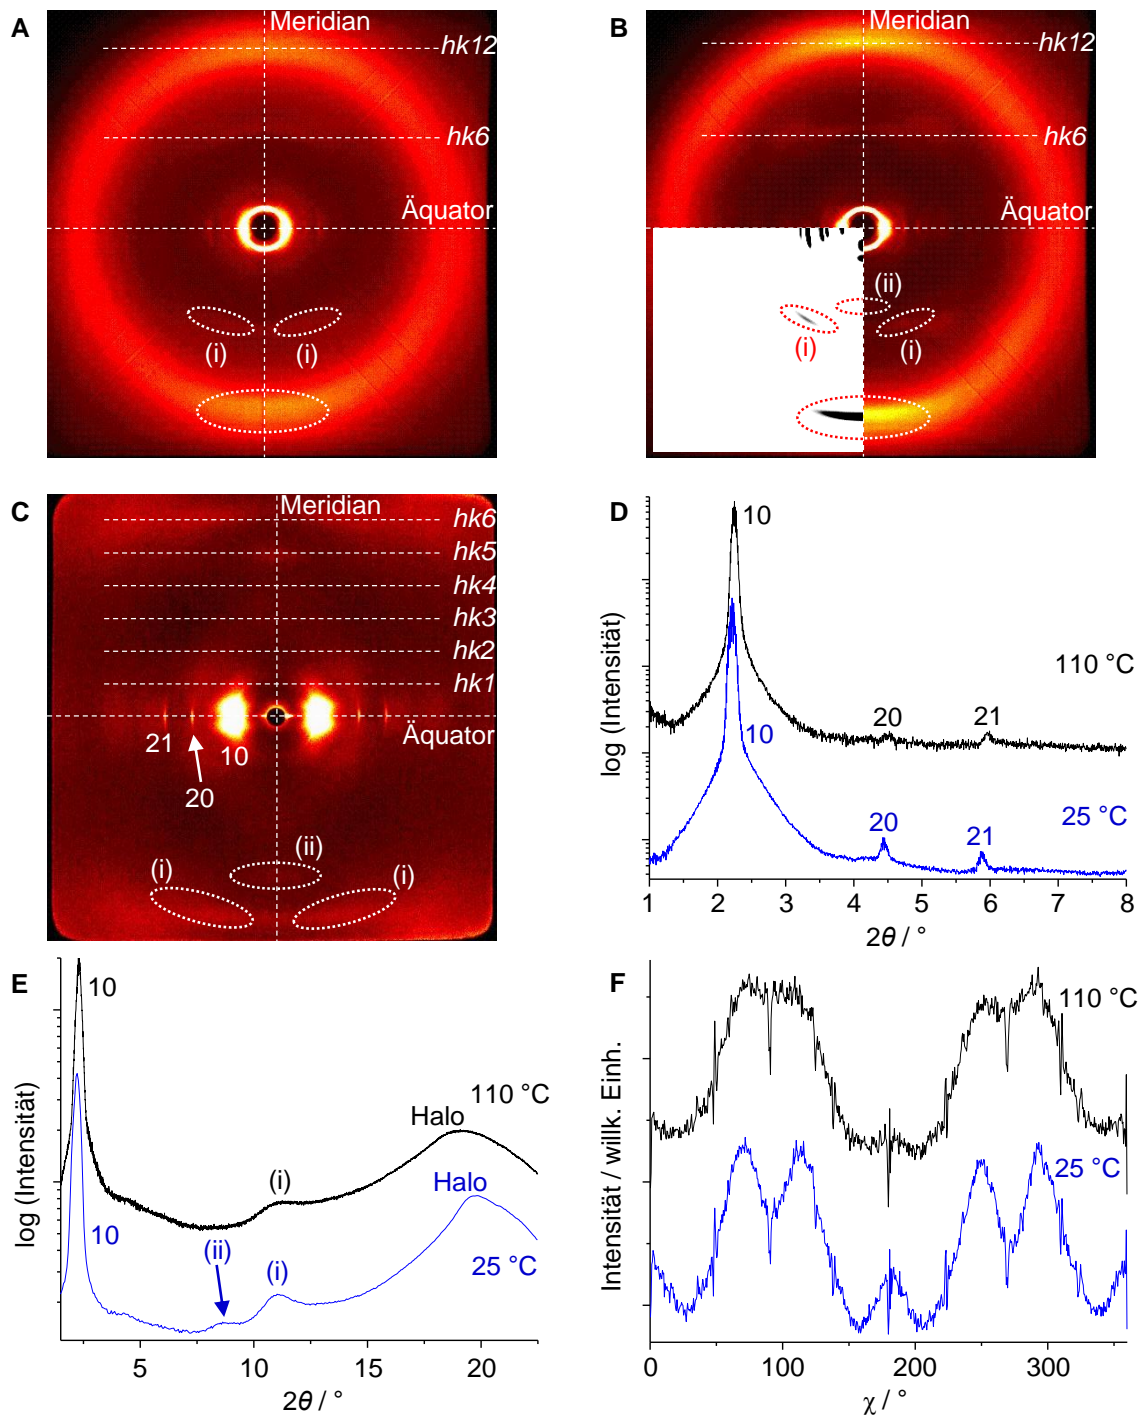 A
Meridian
hk12
hk6
Äquator
(i)
(i)
B
Meridian
hk12
hk6
Äquator
(ii)
(i)
(i)
C
Meridian
hk6
hk5
hk4
hk3
hk2
hk1
Äquator
21
10
20
(ii)
(i)
(i)
D
log (Intensität)
10
110 °C
20
21
10
25 °C
20
21
1 2 3 4 5 6 7 8
2θ / °
E
log (Intensität)
10
110 °C
Halo
(i)
Halo
10
(ii)
(i)
25 °C
5 10 15 20
2θ / °
F
Intensität / willk. Einh.
110 °C
25 °C
0 100 200 300
χ / °